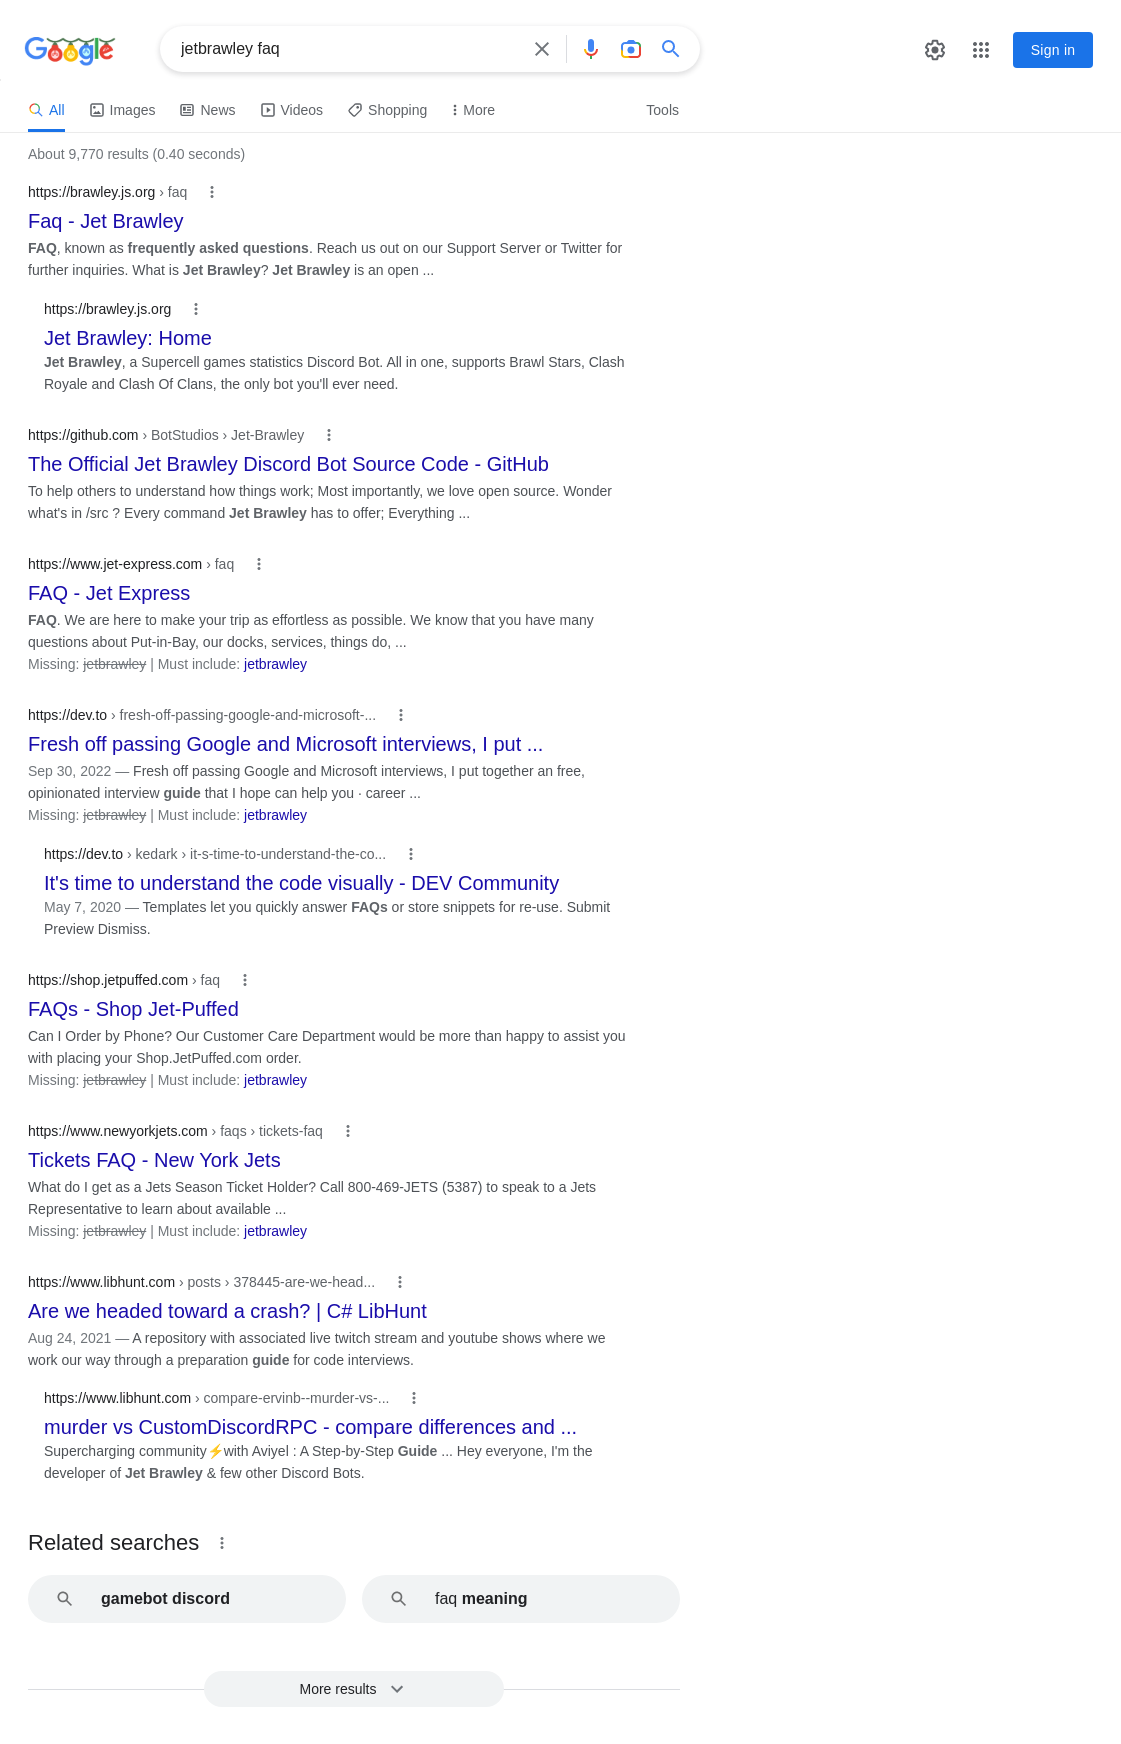 Google
jetbrawley faq
Sign in
All
Images
News
Videos
Shopping
More
Tools
About 9,770 results (0.40 seconds)
https://brawley.js.org › faq
Faq - Jet Brawley
FAQ, known as frequently asked questions. Reach us out on our Support Server or Twitter for
further inquiries. What is Jet Brawley? Jet Brawley is an open ...
https://brawley.js.org
Jet Brawley: Home
Jet Brawley, a Supercell games statistics Discord Bot. All in one, supports Brawl Stars, Clash
Royale and Clash Of Clans, the only bot you'll ever need.
https://github.com › BotStudios › Jet-Brawley
The Official Jet Brawley Discord Bot Source Code - GitHub
To help others to understand how things work; Most importantly, we love open source. Wonder
what's in /src ? Every command Jet Brawley has to offer; Everything ...
https://www.jet-express.com › faq
FAQ - Jet Express
FAQ. We are here to make your trip as effortless as possible. We know that you have many
questions about Put-in-Bay, our docks, services, things do, ...
Missing: jetbrawley | Must include: jetbrawley
https://dev.to › fresh-off-passing-google-and-microsoft-...
Fresh off passing Google and Microsoft interviews, I put ...
Sep 30, 2022 — Fresh off passing Google and Microsoft interviews, I put together an free,
opinionated interview guide that I hope can help you · career ...
Missing: jetbrawley | Must include: jetbrawley
https://dev.to › kedark › it-s-time-to-understand-the-co...
It's time to understand the code visually - DEV Community
May 7, 2020 — Templates let you quickly answer FAQs or store snippets for re-use. Submit
Preview Dismiss.
https://shop.jetpuffed.com › faq
FAQs - Shop Jet-Puffed
Can I Order by Phone? Our Customer Care Department would be more than happy to assist you
with placing your Shop.JetPuffed.com order.
Missing: jetbrawley | Must include: jetbrawley
https://www.newyorkjets.com › faqs › tickets-faq
Tickets FAQ - New York Jets
What do I get as a Jets Season Ticket Holder? Call 800-469-JETS (5387) to speak to a Jets
Representative to learn about available ...
Missing: jetbrawley | Must include: jetbrawley
https://www.libhunt.com › posts › 378445-are-we-head...
Are we headed toward a crash? | C# LibHunt
Aug 24, 2021 — A repository with associated live twitch stream and youtube shows where we
work our way through a preparation guide for code interviews.
https://www.libhunt.com › compare-ervinb--murder-vs-...
murder vs CustomDiscordRPC - compare differences and ...
Supercharging community⚡with Aviyel : A Step-by-Step Guide ... Hey everyone, I'm the
developer of Jet Brawley & few other Discord Bots.
Related searches
gamebot discord
faq meaning
More results